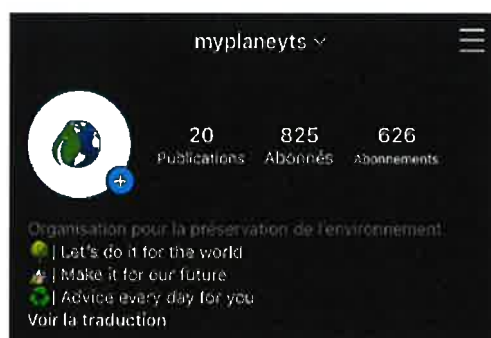 myplaneyts
20 825 626
Publications Abonnés Abonnements
Organisation pour la préservation de l'environnement
| Let's do it for the world
| Make it for our future
| Advice every day for you
Voir la traduction